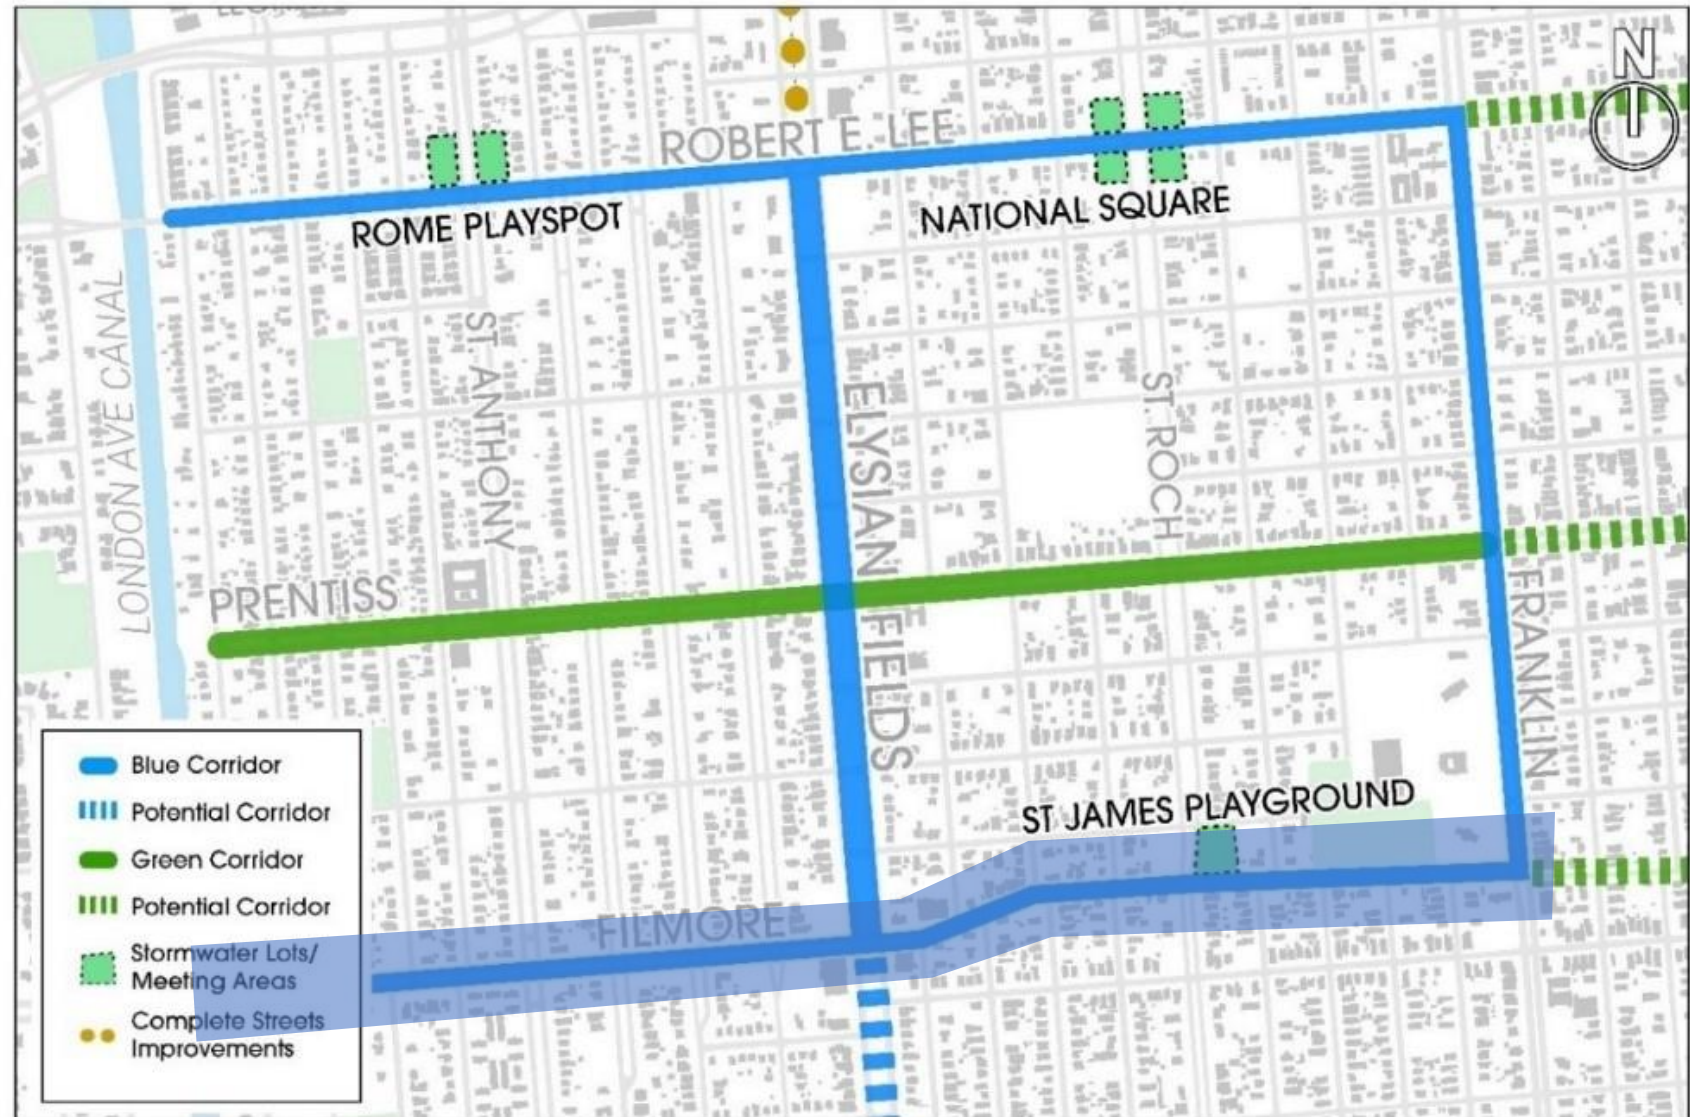 N
ROBERT E. LEE
ROME PLAYSPOT
NATIONAL SQUARE
LONDON AVE CANAL
ST. ANTHONY
ELYSIAN FIELDS
ST. ROCH
PRENTISS
FRANKLIN
ST JAMES PLAYGROUND
FILMORE
Blue Corridor
Potential Corridor
Green Corridor
Potential Corridor
Stormwater Lots/
Meeting Areas
Complete Streets
Improvements